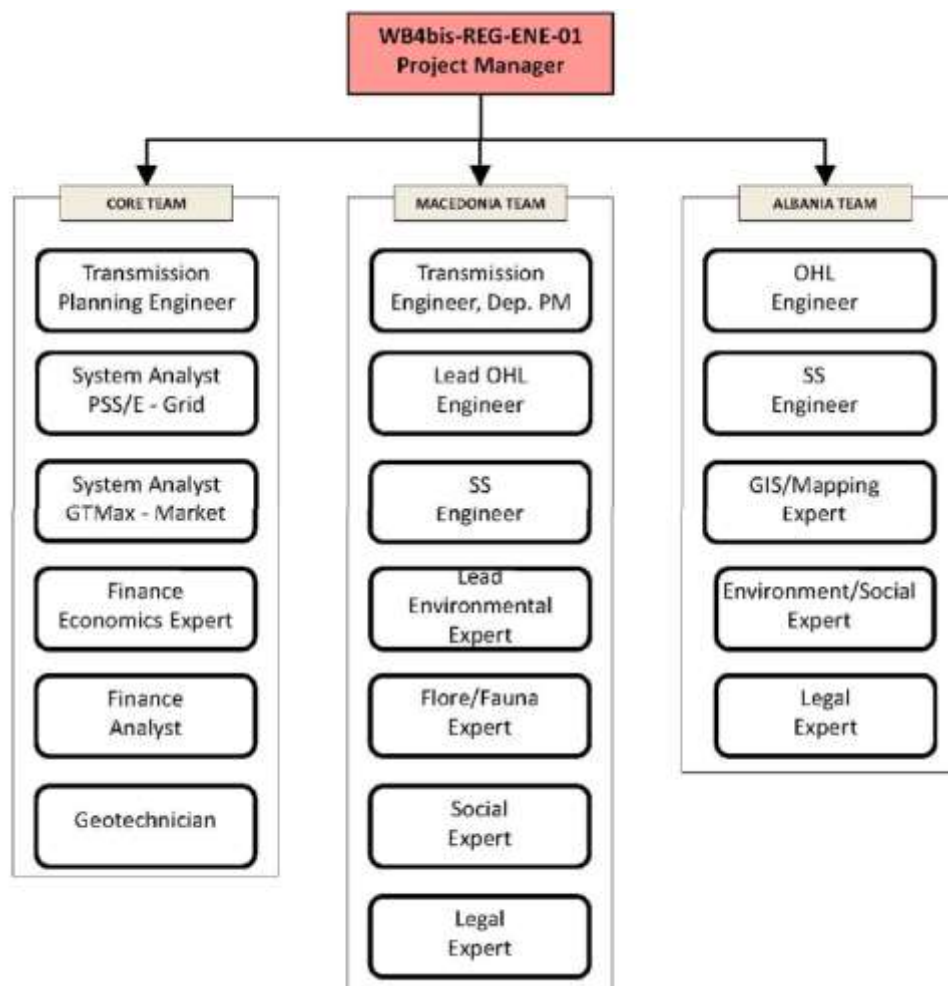 WB4bis-REG-ENE-01
Project Manager
CORE TEAM
Transmission
Planning Engineer
System Analyst
PSS/E - Grid
System Analyst
GTMax - Market
Finance
Economics Expert
Finance
Analyst
Geotechnician
MACEDONIA TEAM
Transmission
Engineer, Dep. PM
Lead OHL
Engineer
SS
Engineer
Lead
Environmental
Expert
Flore/Fauna
Expert
Social
Expert
Legal
Expert
ALBANIA TEAM
OHL
Engineer
SS
Engineer
GIS/Mapping
Expert
Environment/Social
Expert
Legal
Expert